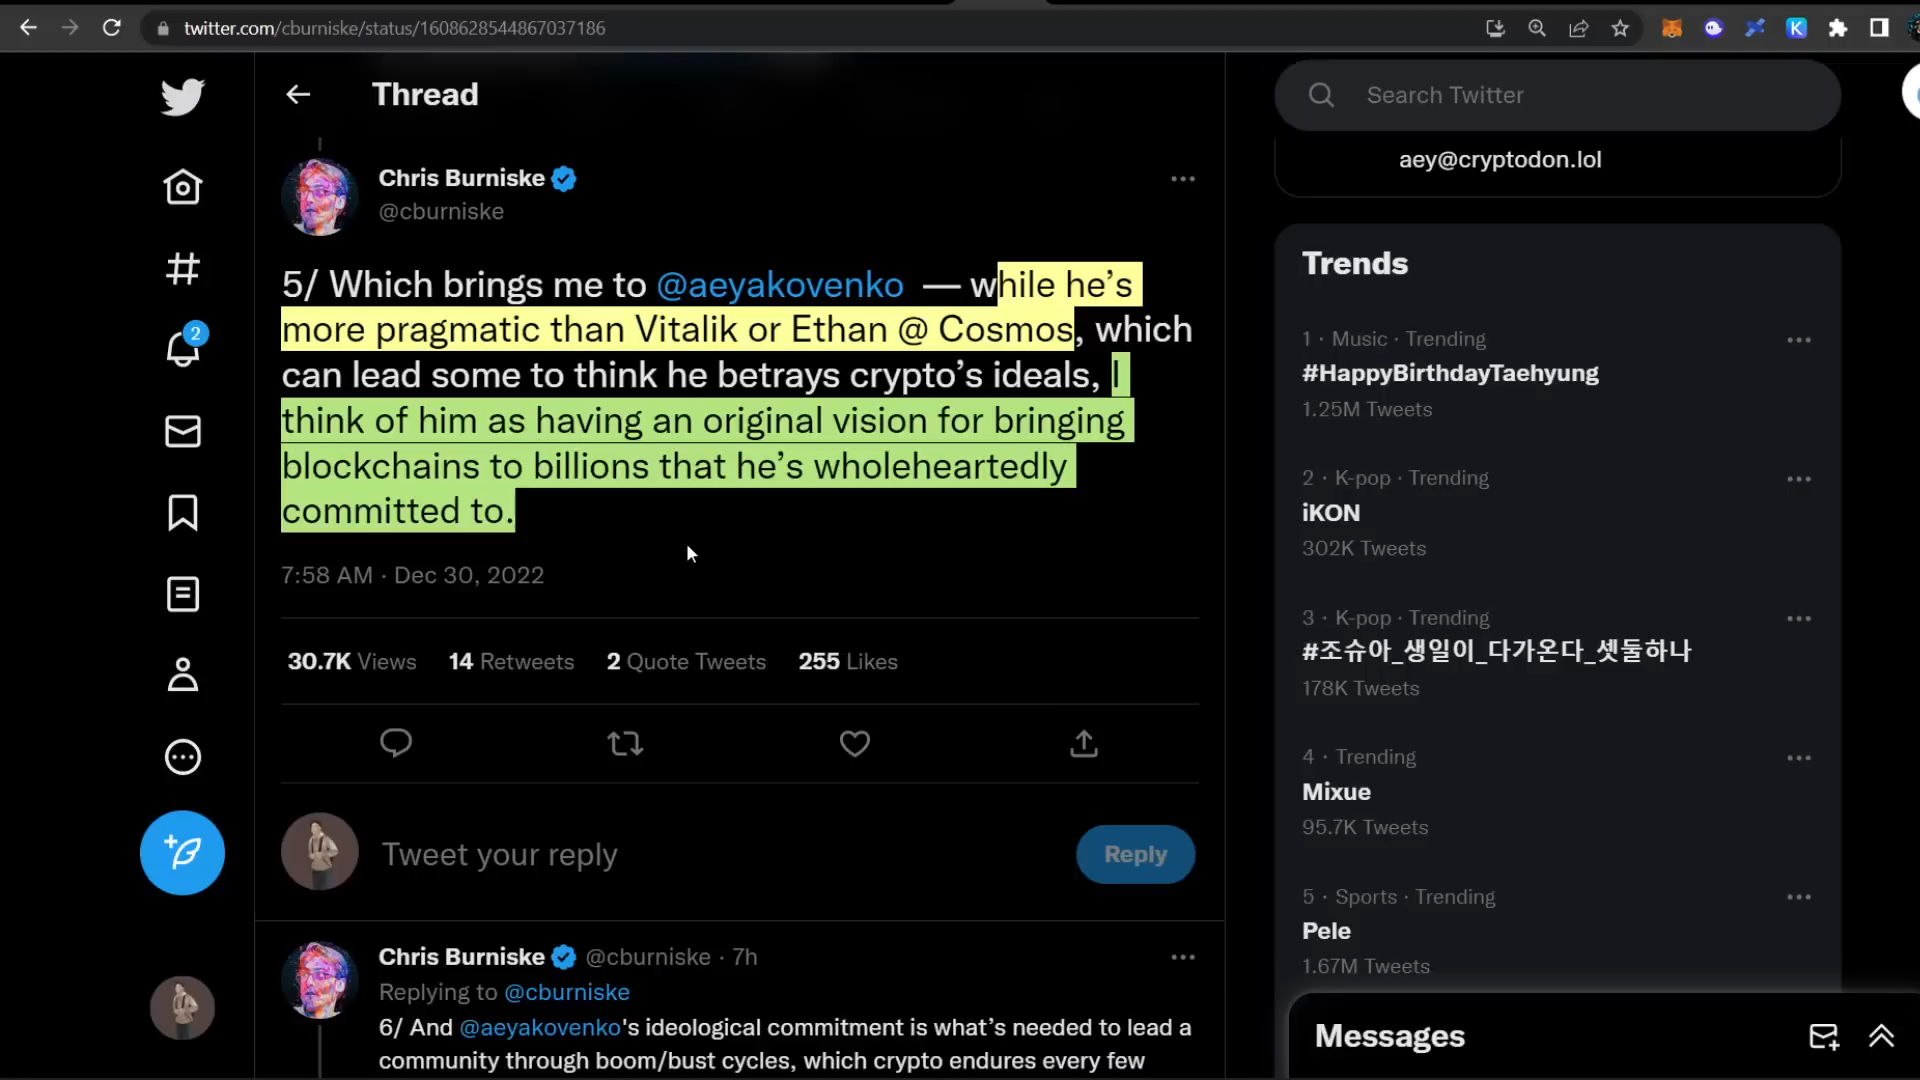 twitter.com/cburniske/status/1608628544867037186
K
Thread
Search Twitter
aey@cryptodon.lol
Chris Burniske
@cburniske
5/ Which brings me to @aeyakovenko — while he’s
more pragmatic than Vitalik or Ethan @ Cosmos, which
can lead some to think he betrays crypto’s ideals, I
think of him as having an original vision for bringing
blockchains to billions that he’s wholeheartedly
committed to.
7:58 AM · Dec 30, 2022
30.7K Views 14 Retweets 2 Quote Tweets 255 Likes
Tweet your reply
Reply
Chris Burniske @cburniske · 7h
Replying to @cburniske
6/ And @aeyakovenko's ideological commitment is what’s needed to lead a
community through boom/bust cycles, which crypto endures every few
2
Trends
1 · Music · Trending
#HappyBirthdayTaehyung
1.25M Tweets
2 · K-pop · Trending
iKON
302K Tweets
3 · K-pop · Trending
#조슈아_생일이_다가온다_셋둘하나
178K Tweets
4 · Trending
Mixue
95.7K Tweets
5 · Sports · Trending
Pele
1.67M Tweets
Messages